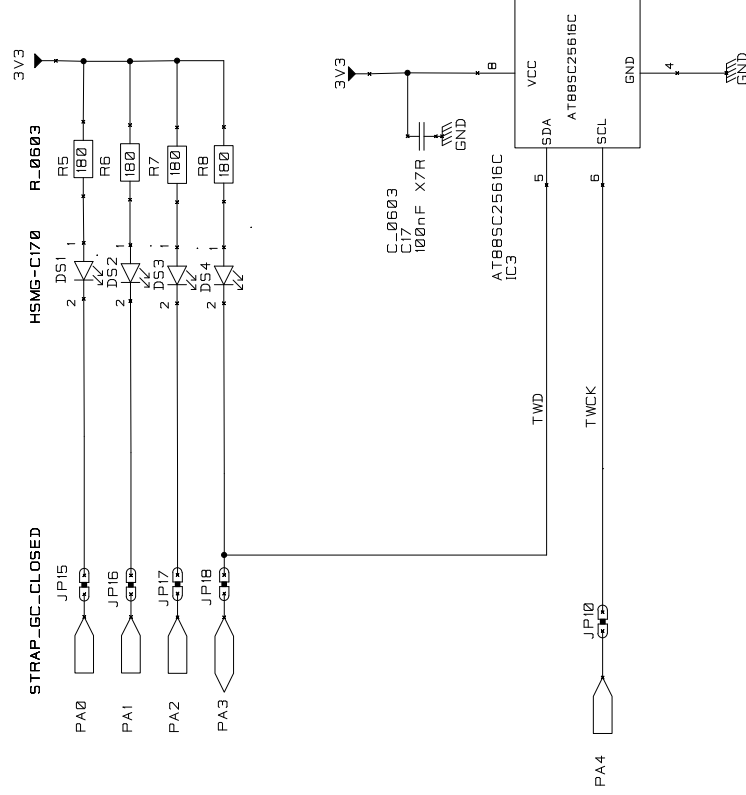 3V3
R_0603
R5
180
R6
180
R7
180
R8
180
HSMG-C170
DS1
1
2
DS2
1
2
DS3
1
2
DS4
1
2
STRAP_GC_CLOSED
JP15
JP16
JP17
JP18
PA0
PA1
PA2
PA3
3V3
GND
C_0603
C17
100nF X7R
8
VCC
AT88SC25616C
GND
4
GND
SDA
SCL
5
6
AT88SC25616C
IC3
TWD
TWCK
JP10
PA4